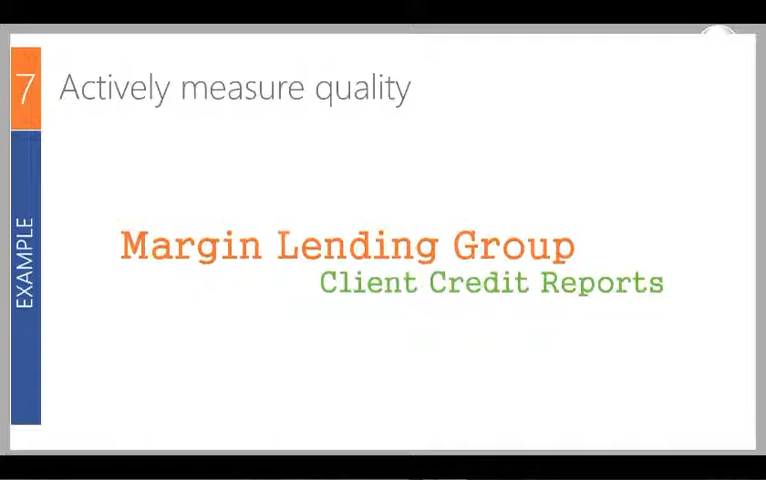 7 Actively measure quality
EXAMPLE
Margin Lending Group
Client Credit Reports